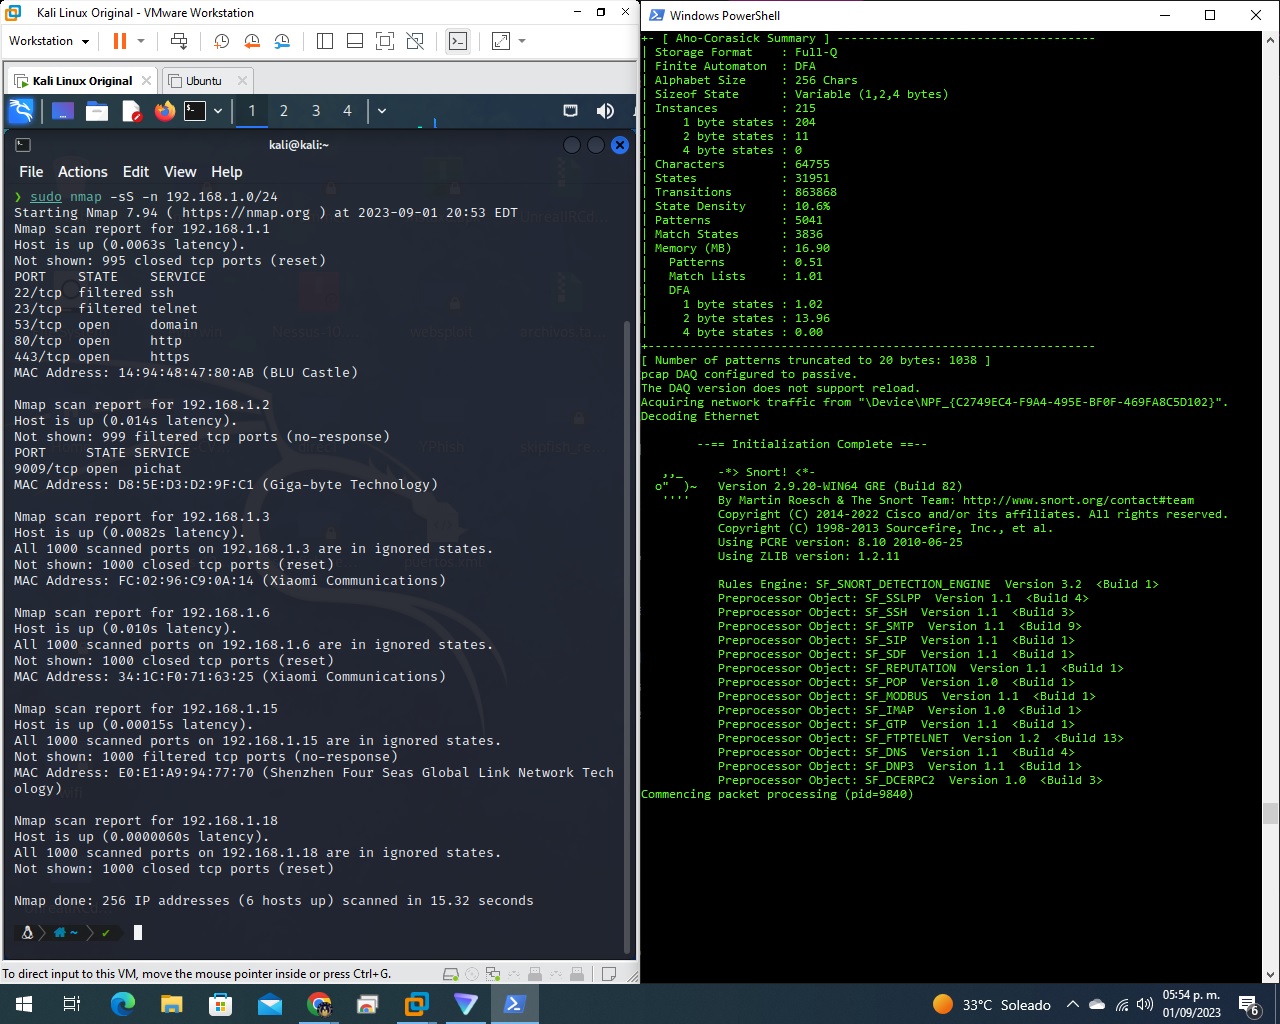 Kali Linux Original - VMware Workstation
Workstation
Kali Linux Original
Ubuntu
1 2 3 4
kali@kali:~
File Actions Edit View Help
❯ sudo nmap -sS -n 192.168.1.0/24
Starting Nmap 7.94 ( https://nmap.org ) at 2023-09-01 20:53 EDT
Nmap scan report for 192.168.1.1
Host is up (0.0063s latency).
Not shown: 995 closed tcp ports (reset)
PORT    STATE    SERVICE
22/tcp  filtered ssh
23/tcp  filtered telnet
53/tcp  open     domain
80/tcp  open     http
443/tcp open     https
MAC Address: 14:94:48:47:80:AB (BLU Castle)
Nmap scan report for 192.168.1.2
Host is up (0.014s latency).
Not shown: 999 filtered tcp ports (no-response)
PORT     STATE SERVICE
9009/tcp open  pichat
MAC Address: D8:5E:D3:D2:9F:C1 (Giga-byte Technology)
Nmap scan report for 192.168.1.3
Host is up (0.0082s latency).
All 1000 scanned ports on 192.168.1.3 are in ignored states.
Not shown: 1000 closed tcp ports (reset)
MAC Address: FC:02:96:C9:0A:14 (Xiaomi Communications)
Nmap scan report for 192.168.1.6
Host is up (0.010s latency).
All 1000 scanned ports on 192.168.1.6 are in ignored states.
Not shown: 1000 closed tcp ports (reset)
MAC Address: 34:1C:F0:71:63:25 (Xiaomi Communications)
Nmap scan report for 192.168.1.15
Host is up (0.00015s latency).
All 1000 scanned ports on 192.168.1.15 are in ignored states.
Not shown: 1000 filtered tcp ports (no-response)
MAC Address: E0:E1:A9:94:77:70 (Shenzhen Four Seas Global Link Network Tech
ology)
Nmap scan report for 192.168.1.18
Host is up (0.0000060s latency).
All 1000 scanned ports on 192.168.1.18 are in ignored states.
Not shown: 1000 closed tcp ports (reset)
Nmap done: 256 IP addresses (6 hosts up) scanned in 15.32 seconds
~
To direct input to this VM, move the mouse pointer inside or press Ctrl+G.
Windows PowerShell
+- [ Aho-Corasick Summary ] -------------------------------------
| Storage Format    : Full-Q
| Finite Automaton  : DFA
| Alphabet Size     : 256 Chars
| Sizeof State      : Variable (1,2,4 bytes)
| Instances         : 215
|     1 byte states : 204
|     2 byte states : 11
|     4 byte states : 0
| Characters        : 64755
| States            : 31951
| Transitions       : 863868
| State Density     : 10.6%
| Patterns          : 5041
| Match States      : 3836
| Memory (MB)       : 16.90
|   Patterns        : 0.51
|   Match Lists     : 1.01
|   DFA
|     1 byte states : 1.02
|     2 byte states : 13.96
|     4 byte states : 0.00
+----------------------------------------------------------------
[ Number of patterns truncated to 20 bytes: 1038 ]
pcap DAQ configured to passive.
The DAQ version does not support reload.
Acquiring network traffic from "\Device\NPF_{C2749EC4-F9A4-495E-BF0F-469FA8C5D102}".
Decoding Ethernet
--== Initialization Complete ==--
,,_     -*> Snort! <*-
o"  )~   Version 2.9.20-WIN64 GRE (Build 82)
''''    By Martin Roesch & The Snort Team: http://www.snort.org/contact#team
Copyright (C) 2014-2022 Cisco and/or its affiliates. All rights reserved.
Copyright (C) 1998-2013 Sourcefire, Inc., et al.
Using PCRE version: 8.10 2010-06-25
Using ZLIB version: 1.2.11
Rules Engine: SF_SNORT_DETECTION_ENGINE  Version 3.2  <Build 1>
Preprocessor Object: SF_SSLPP  Version 1.1  <Build 4>
Preprocessor Object: SF_SSH  Version 1.1  <Build 3>
Preprocessor Object: SF_SMTP  Version 1.1  <Build 9>
Preprocessor Object: SF_SIP  Version 1.1  <Build 1>
Preprocessor Object: SF_SDF  Version 1.1  <Build 1>
Preprocessor Object: SF_REPUTATION  Version 1.1  <Build 1>
Preprocessor Object: SF_POP  Version 1.0  <Build 1>
Preprocessor Object: SF_MODBUS  Version 1.1  <Build 1>
Preprocessor Object: SF_IMAP  Version 1.0  <Build 1>
Preprocessor Object: SF_GTP  Version 1.1  <Build 1>
Preprocessor Object: SF_FTPTELNET  Version 1.2  <Build 13>
Preprocessor Object: SF_DNS  Version 1.1  <Build 4>
Preprocessor Object: SF_DNP3  Version 1.1  <Build 1>
Preprocessor Object: SF_DCERPC2  Version 1.0  <Build 3>
Commencing packet processing (pid=9840)
33°C Soleado
05:54 p. m.
01/09/2023
6